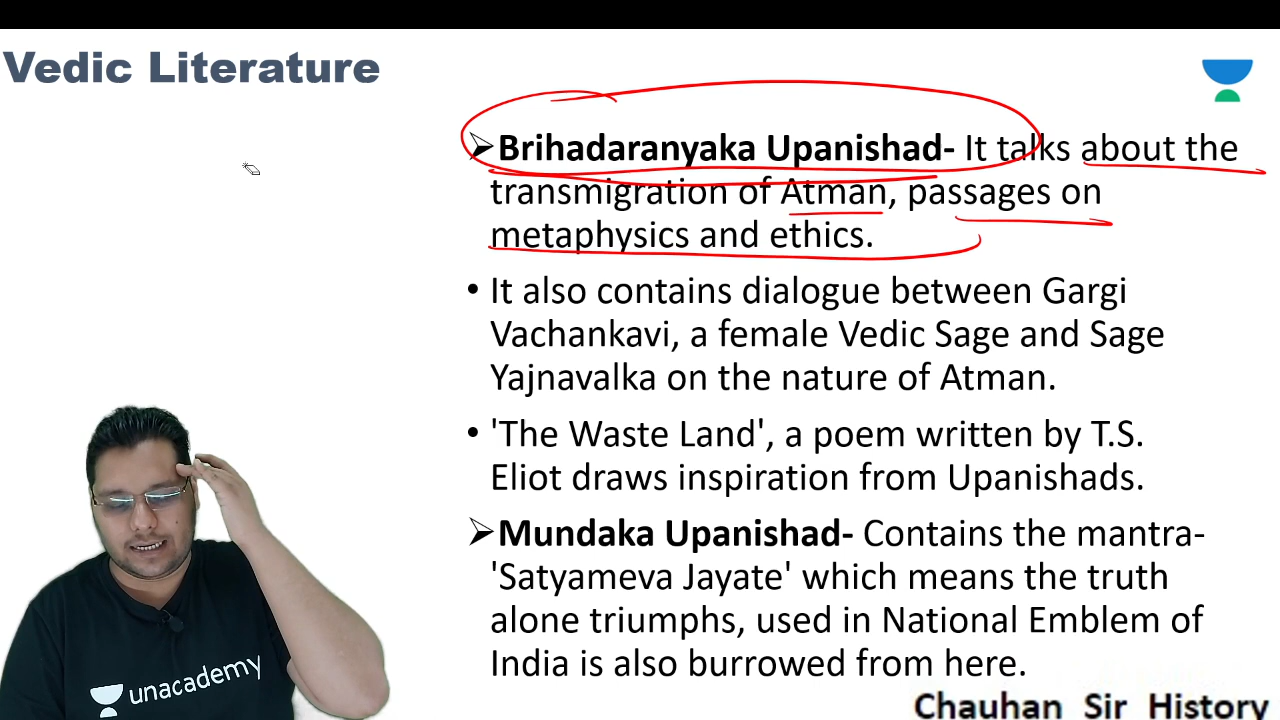 Vedic Literature
➢Brihadaranyaka Upanishad- It talks about the
transmigration of Atman, passages on
metaphysics and ethics.
• It also contains dialogue between Gargi
Vachankavi, a female Vedic Sage and Sage
Yajnavalka on the nature of Atman.
• 'The Waste Land', a poem written by T.S.
Eliot draws inspiration from Upanishads.
➢Mundaka Upanishad- Contains the mantra-
'Satyameva Jayate' which means the truth
alone triumphs, used in National Emblem of
India is also burrowed from here.
unacademy
Chauhan Sir History